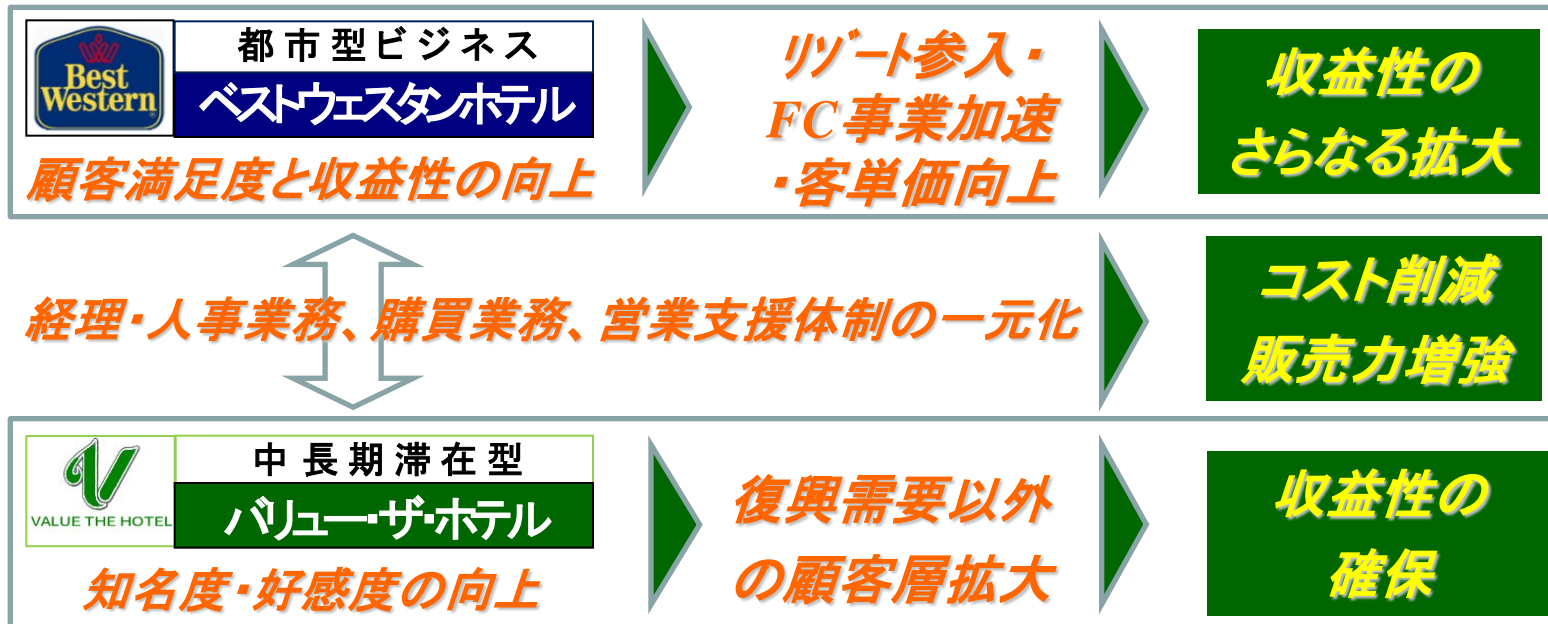 Best
Western
都市型ビジネス
ベストウェスタンホテル
顧客満足度と収益性の向上
リゾート参入・
FC事業加速
・客単価向上
収益性の
さらなる拡大
経理・人事業務、購買業務、営業支援体制の一元化
コスト削減
販売力増強
VALUE THE HOTEL
中長期滞在型
バリュー・ザ・ホテル
知名度・好感度の向上
復興需要以外
の顧客層拡大
収益性の
確保